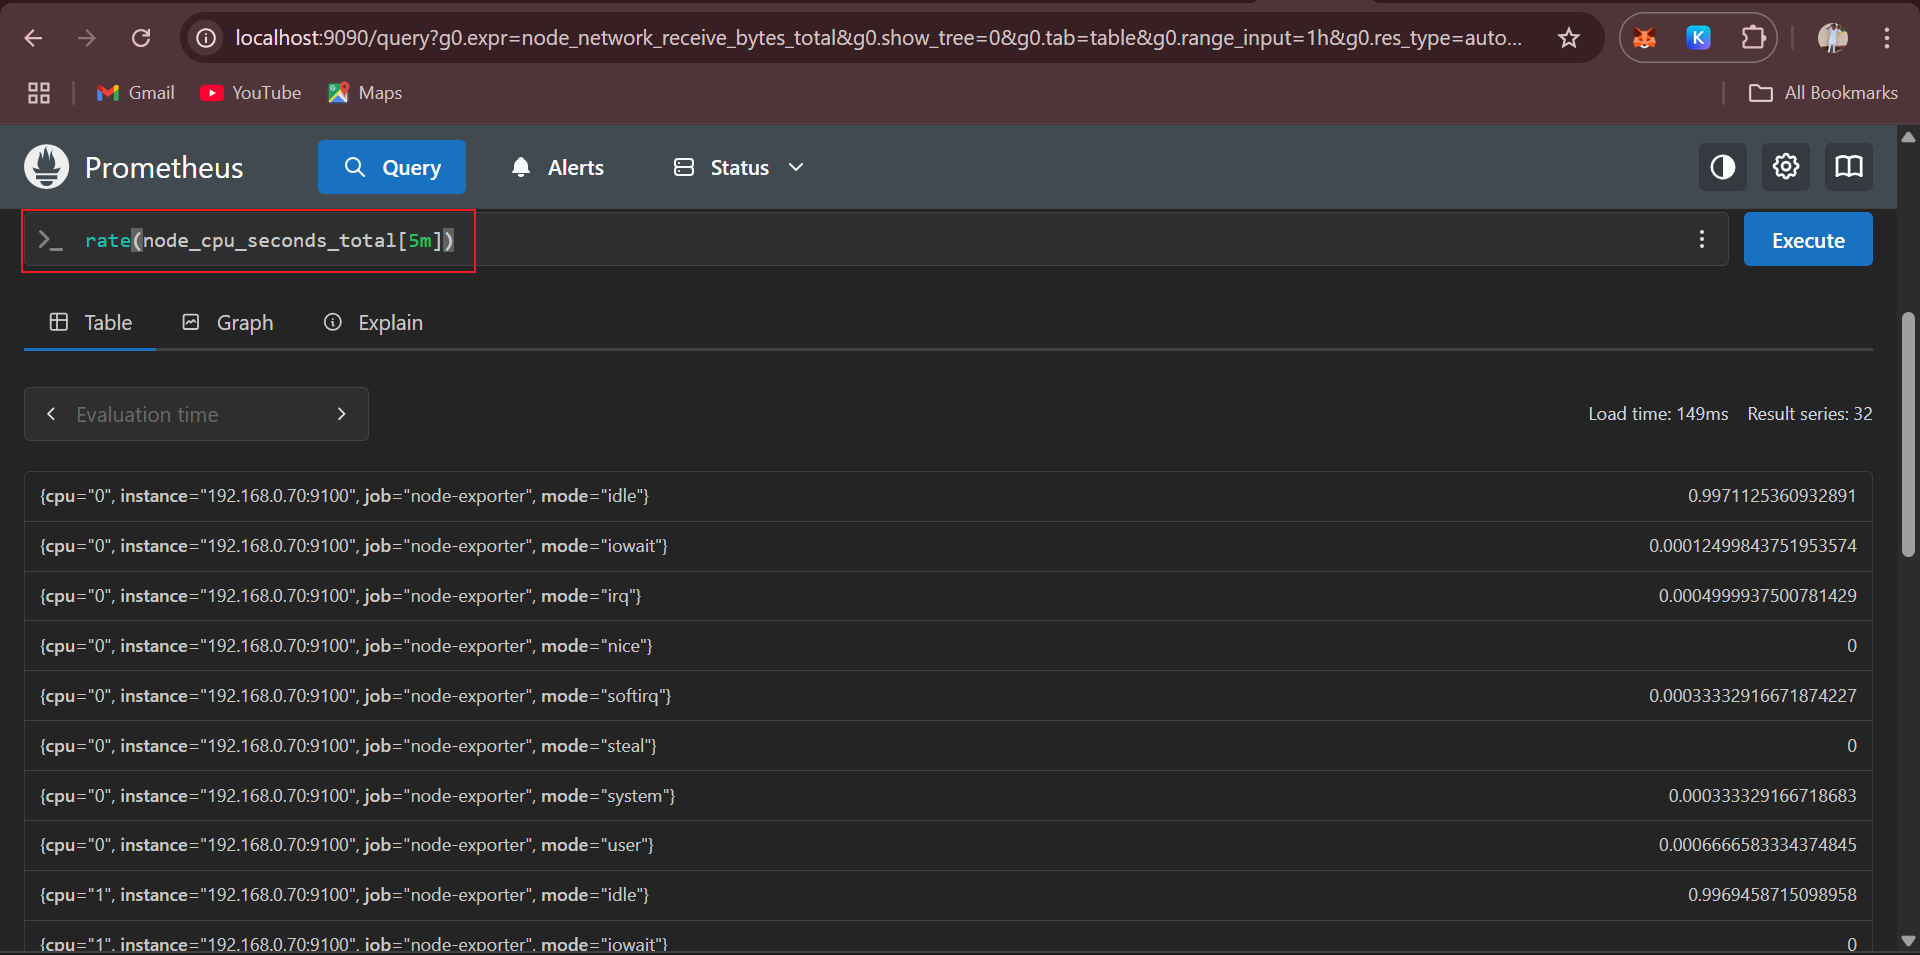 localhost:9090/query?g0.expr=node_network_receive_bytes_total&g0.show_tree=0&g0.tab=table&g0.range_input=1h&g0.res_type=auto...
K
Gmail YouTube Maps All Bookmarks
Prometheus Query Alerts Status
>_ rate(node_cpu_seconds_total[5m]) Execute
Table Graph Explain
Evaluation time Load time: 149ms Result series: 32
{cpu="0", instance="192.168.0.70:9100", job="node-exporter", mode="idle"} 0.9971125360932891
{cpu="0", instance="192.168.0.70:9100", job="node-exporter", mode="iowait"} 0.00012499843751953574
{cpu="0", instance="192.168.0.70:9100", job="node-exporter", mode="irq"} 0.0004999937500781429
{cpu="0", instance="192.168.0.70:9100", job="node-exporter", mode="nice"} 0
{cpu="0", instance="192.168.0.70:9100", job="node-exporter", mode="softirq"} 0.00033332916671874227
{cpu="0", instance="192.168.0.70:9100", job="node-exporter", mode="steal"} 0
{cpu="0", instance="192.168.0.70:9100", job="node-exporter", mode="system"} 0.000333329166718683
{cpu="0", instance="192.168.0.70:9100", job="node-exporter", mode="user"} 0.0006666583334374845
{cpu="1", instance="192.168.0.70:9100", job="node-exporter", mode="idle"} 0.9969458715098958
{cpu="1", instance="192.168.0.70:9100", job="node-exporter", mode="iowait"} 0